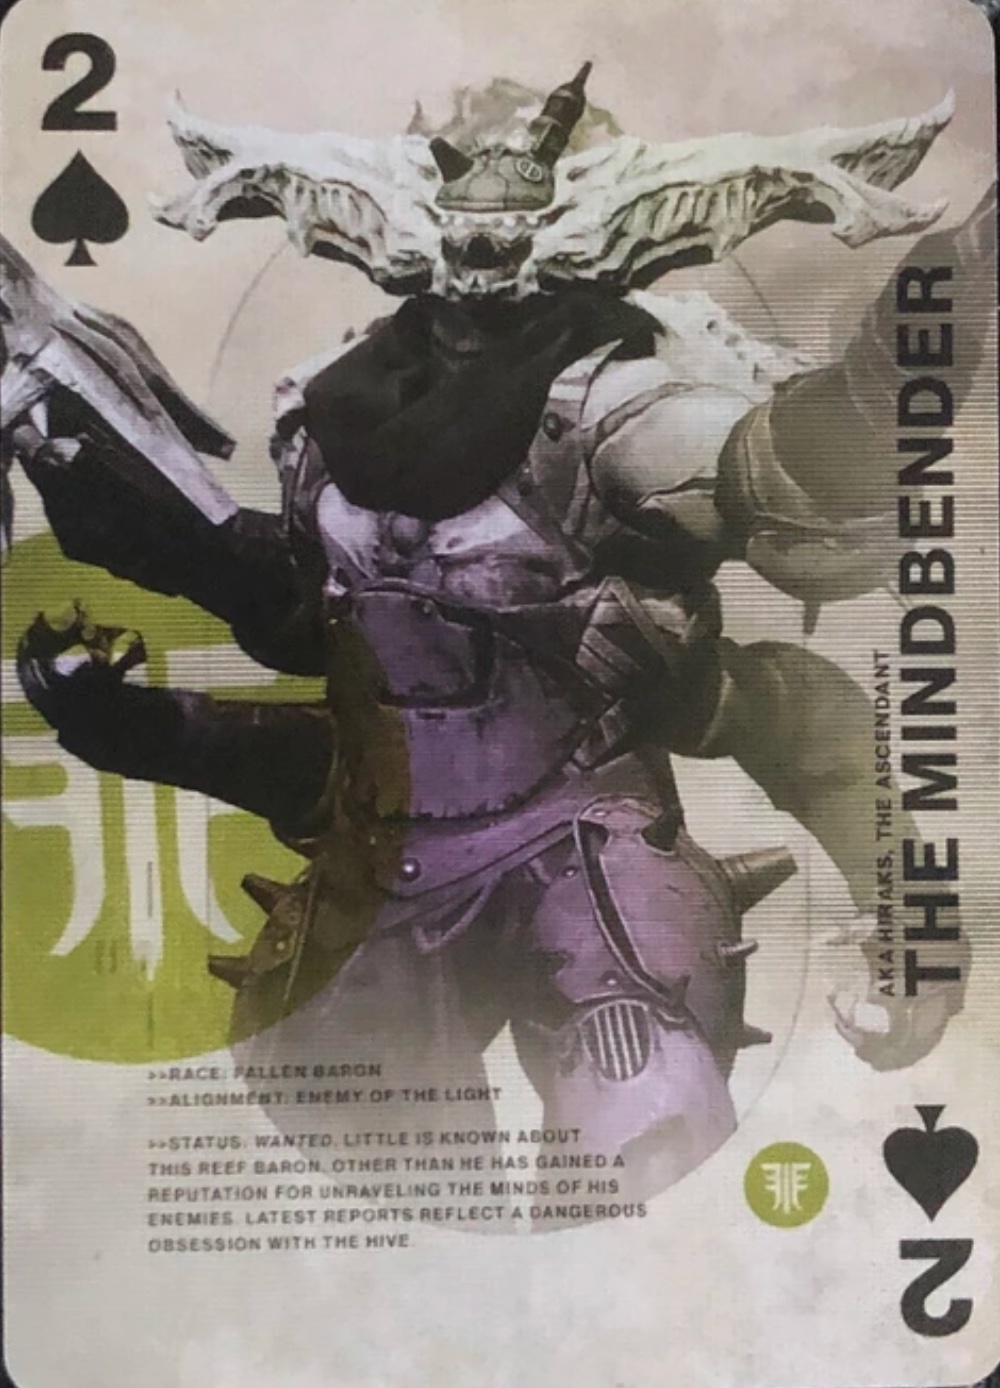 2
THE MINDBENDER
AKA HIRAKS, THE ASCENDANT
>>RACE: FALLEN BARON
>>ALIGNMENT: ENEMY OF THE LIGHT
>>STATUS: WANTED. LITTLE IS KNOWN ABOUT
THIS REEF BARON, OTHER THAN HE HAS GAINED A
REPUTATION FOR UNRAVELING THE MINDS OF HIS
ENEMIES. LATEST REPORTS REFLECT A DANGEROUS
OBSESSION WITH THE HIVE.
2